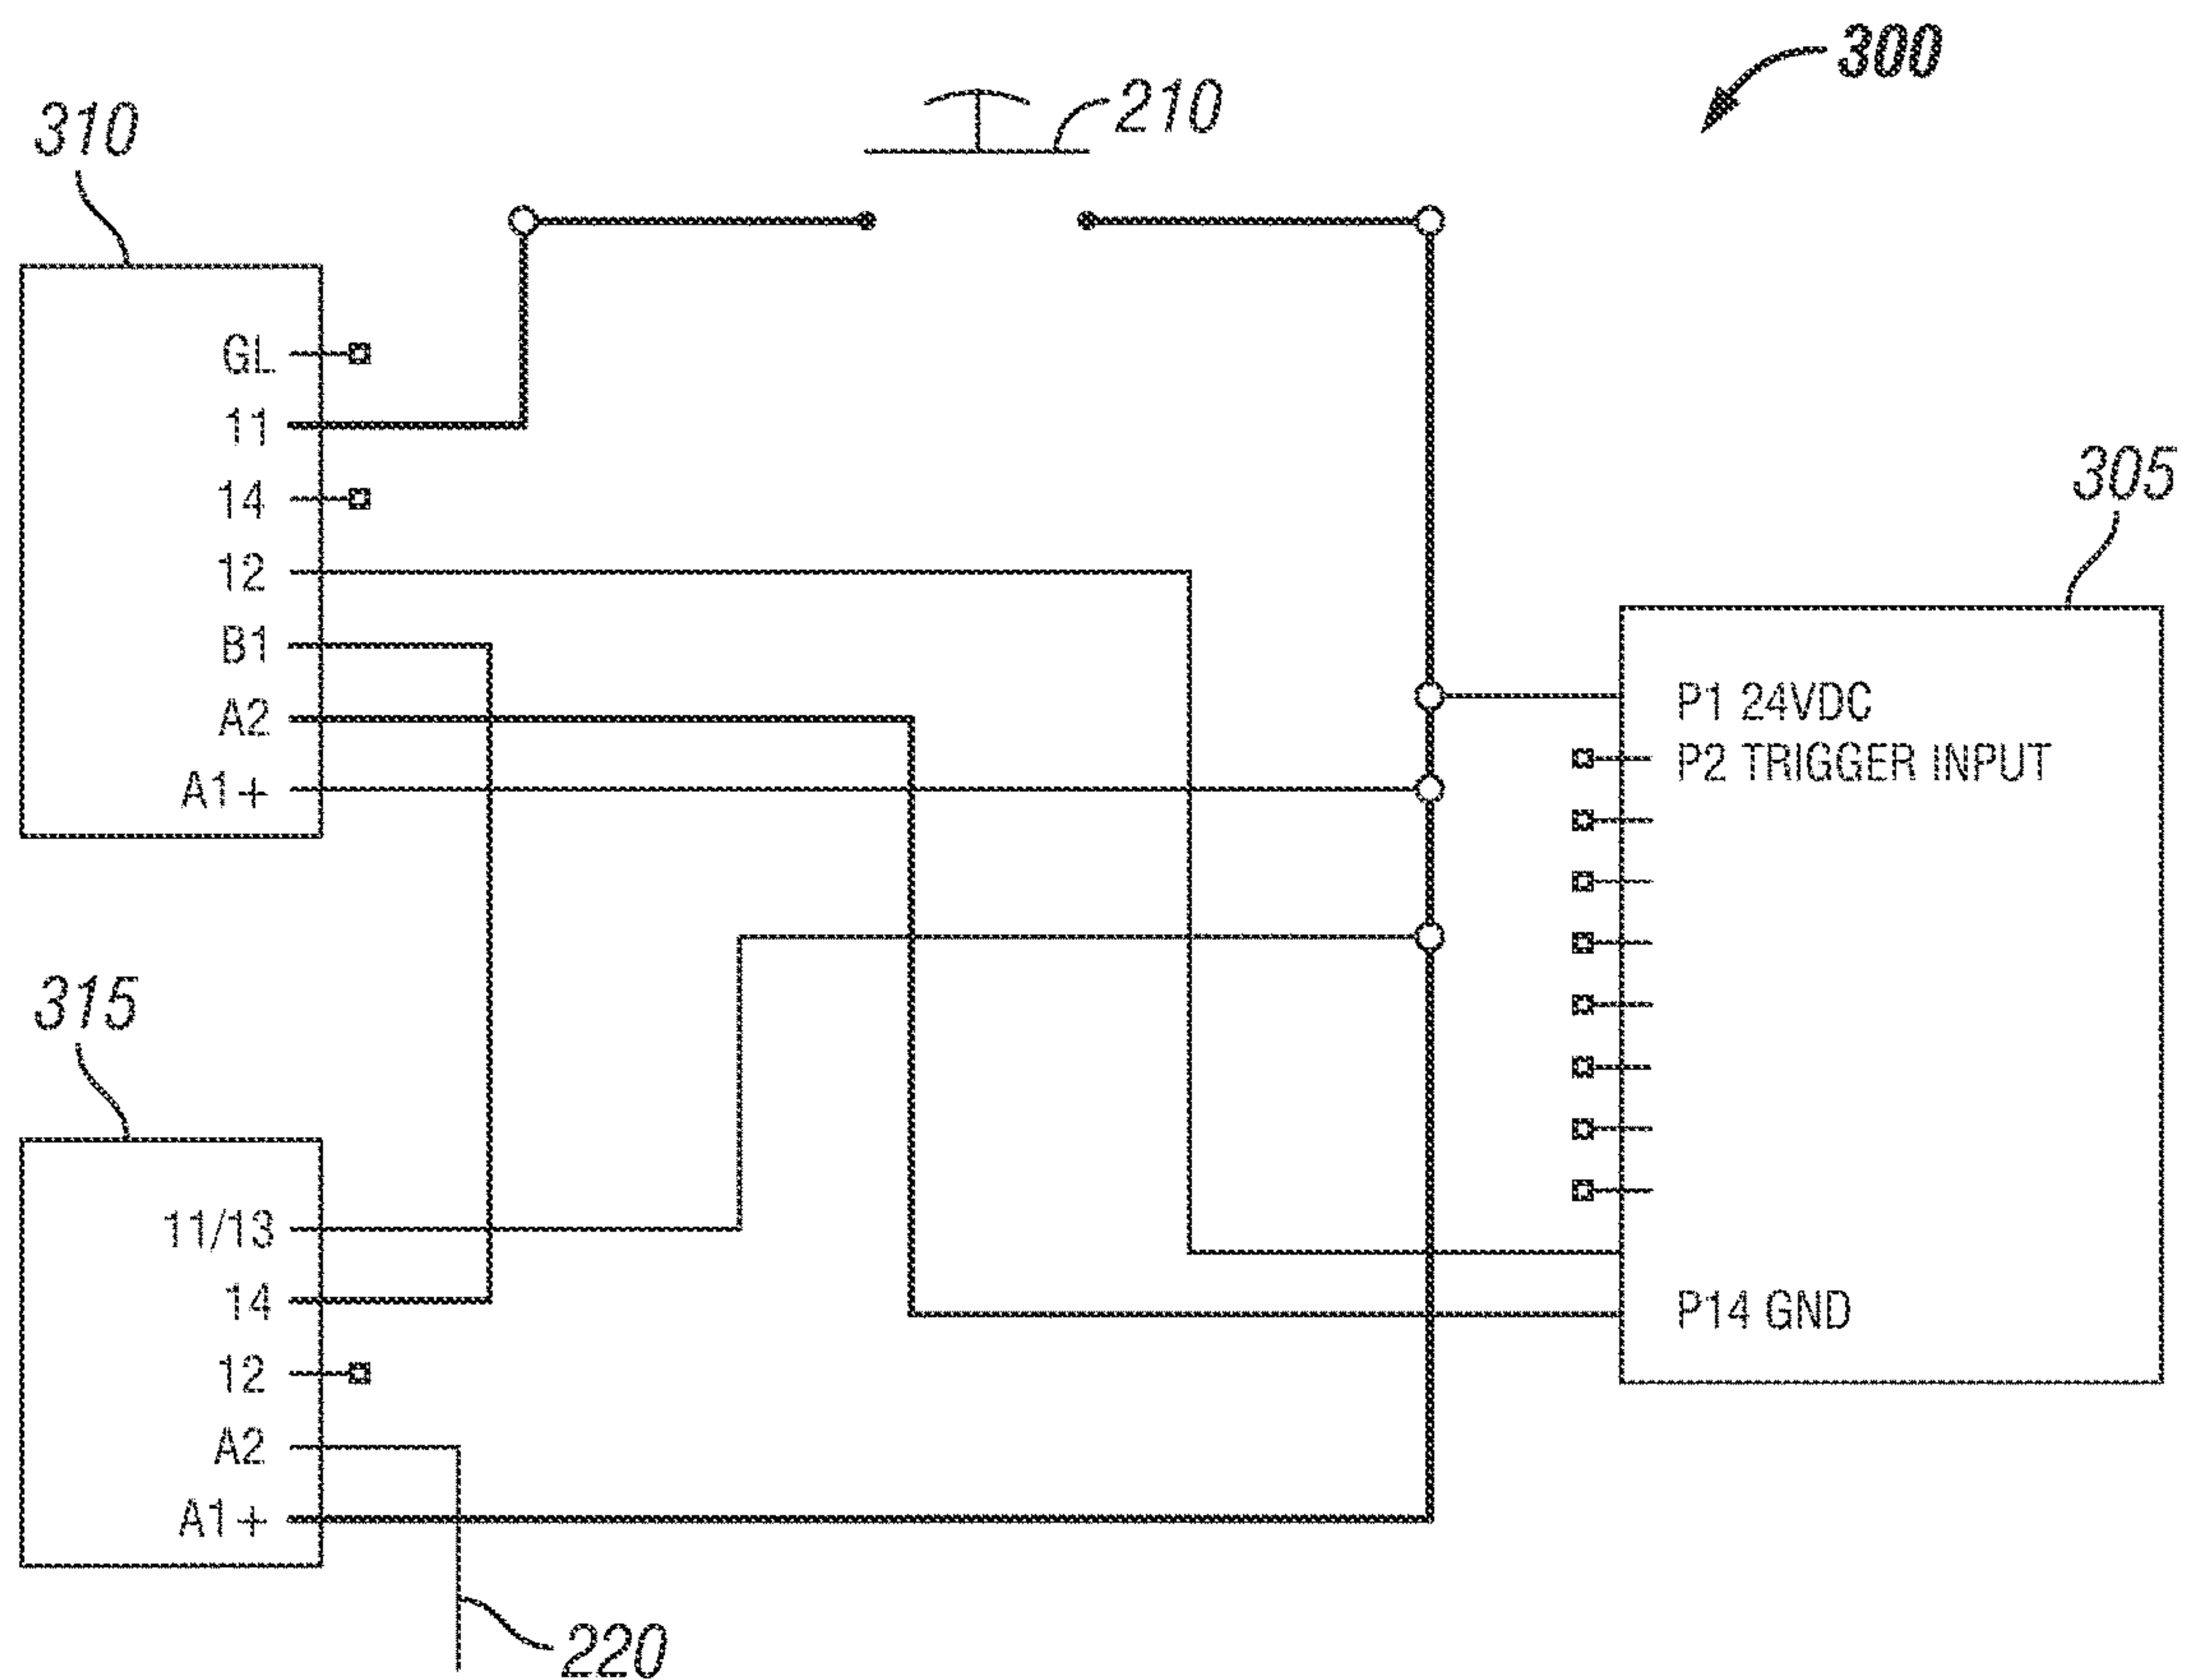 300
210
310
GL
11
14
12
B1
A2
A1+
305
P1 24VDC
P2 TRIGGER INPUT
P14 GND
315
11/13
14
12
A2
A1+
220